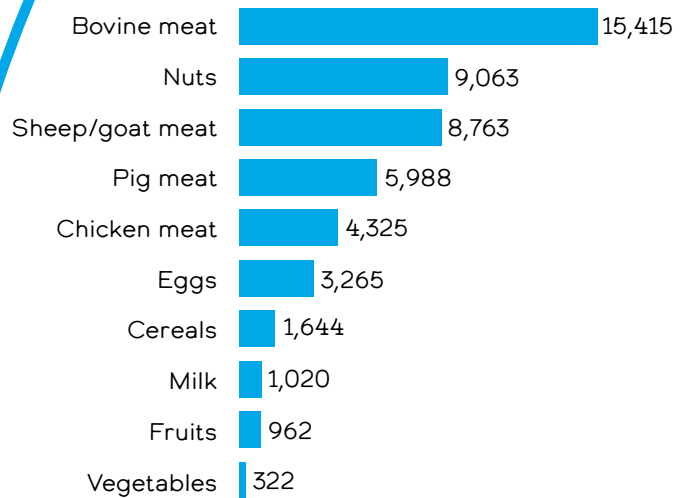 Bovine meat 15,415
Nuts 9,063
Sheep/goat meat 8,763
Pig meat 5,988
Chicken meat 4,325
Eggs 3,265
Cereals 1,644
Milk 1,020
Fruits 962
Vegetables 322